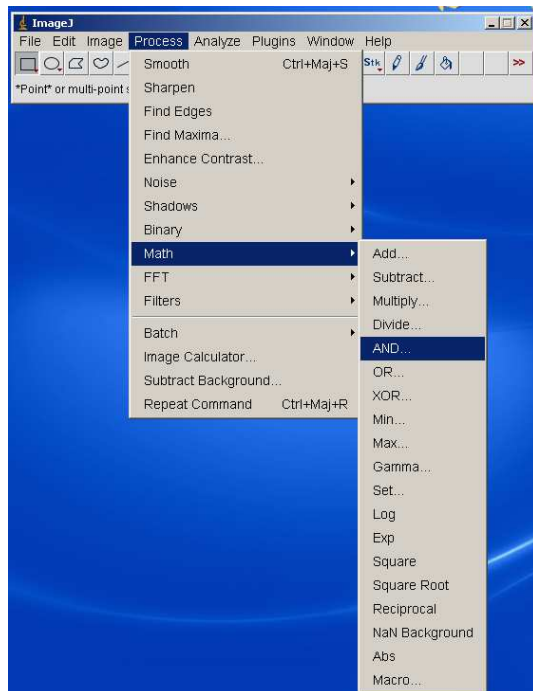 ImageJ
File Edit Image Process Analyze Plugins Window Help
Stk >>
*Point* or multi-point
Smooth Ctrl+Maj+S
Sharpen
Find Edges
Find Maxima...
Enhance Contrast...
Noise
Shadows
Binary
Math
FFT
Filters
Batch
Image Calculator...
Subtract Background...
Repeat Command Ctrl+Maj+R
Add...
Subtract...
Multiply...
Divide...
AND...
OR...
XOR...
Min...
Max...
Gamma...
Set...
Log
Exp
Square
Square Root
Reciprocal
NaN Background
Abs
Macro...